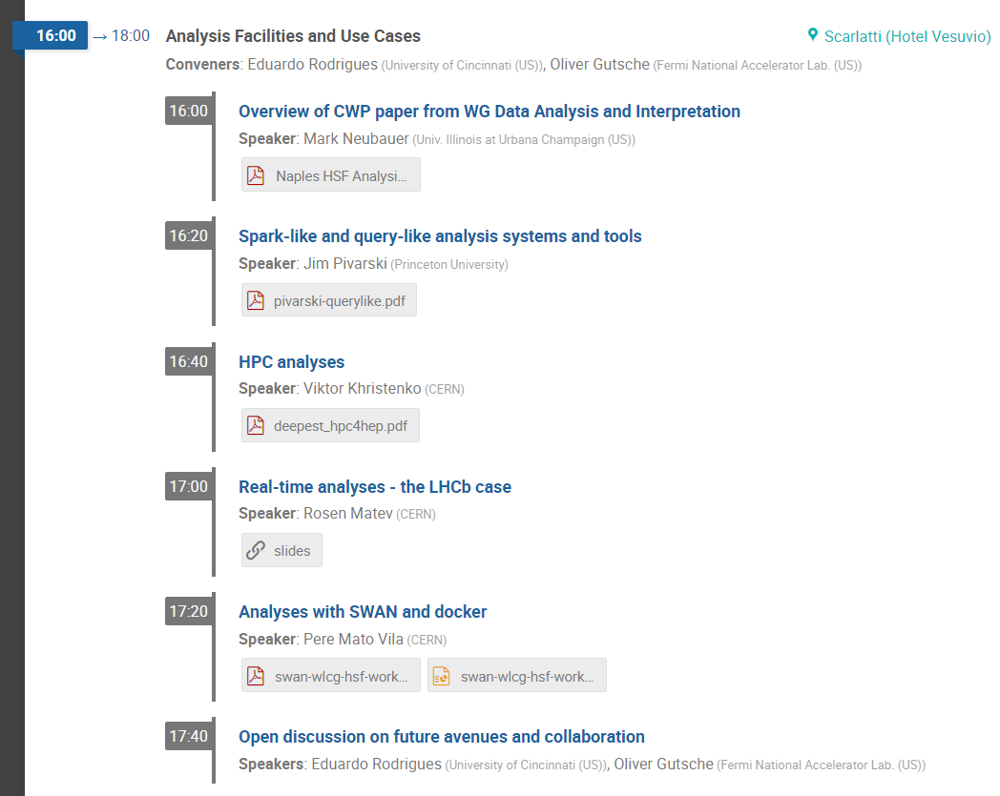 16:00 → 18:00 Analysis Facilities and Use Cases Scarlatti (Hotel Vesuvio)
Conveners: Eduardo Rodrigues (University of Cincinnati (US)), Oliver Gutsche (Fermi National Accelerator Lab. (US))
16:00 Overview of CWP paper from WG Data Analysis and Interpretation
Speaker: Mark Neubauer (Univ. Illinois at Urbana Champaign (US))
Naples HSF Analysi...
16:20 Spark-like and query-like analysis systems and tools
Speaker: Jim Pivarski (Princeton University)
pivarski-querylike.pdf
16:40 HPC analyses
Speaker: Viktor Khristenko (CERN)
deepest_hpc4hep.pdf
17:00 Real-time analyses - the LHCb case
Speaker: Rosen Matev (CERN)
slides
17:20 Analyses with SWAN and docker
Speaker: Pere Mato Vila (CERN)
swan-wlcg-hsf-work... swan-wlcg-hsf-work...
17:40 Open discussion on future avenues and collaboration
Speakers: Eduardo Rodrigues (University of Cincinnati (US)), Oliver Gutsche (Fermi National Accelerator Lab. (US))